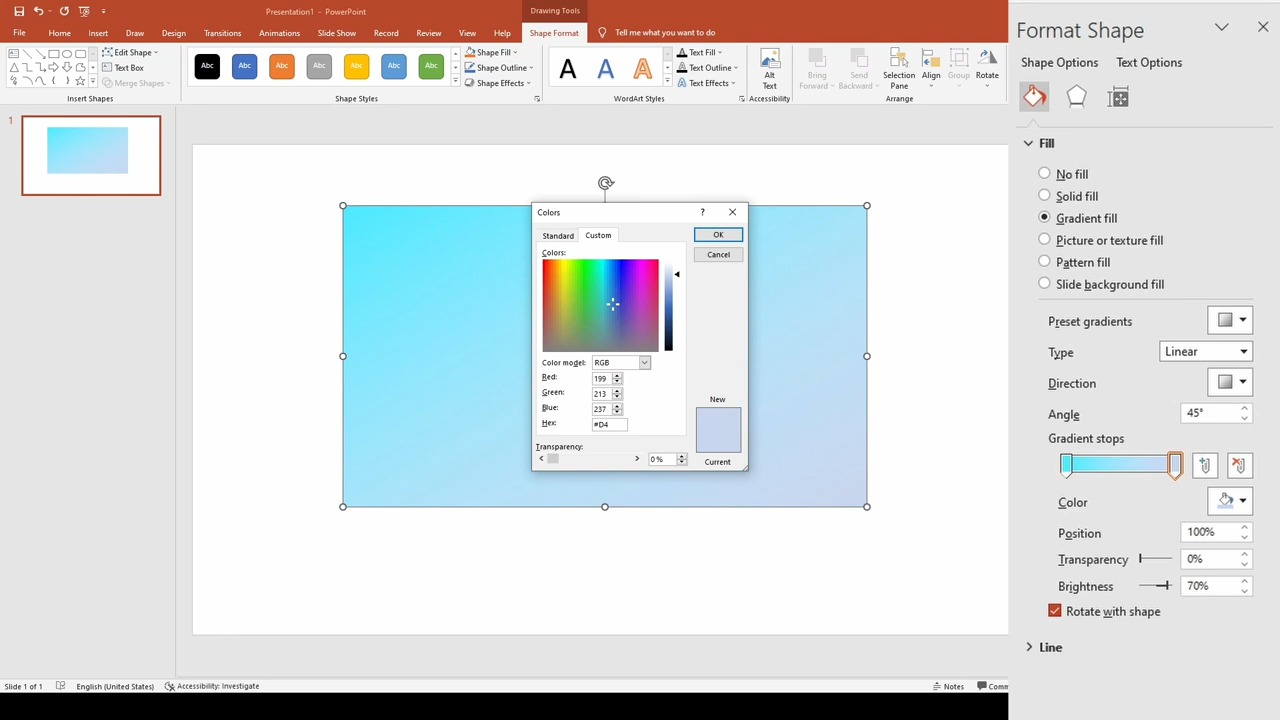 Presentation1 - PowerPoint
Drawing Tools
File Home Insert Draw Design Transitions Animations Slide Show Record Review View Help Shape Format Tell me what you want to do
Edit Shape
Text Box
Merge Shapes
Insert Shapes
Abc Abc Abc Abc Abc Abc Abc
Shape Fill
Shape Outline
Shape Effects
Shape Styles
A A A
Text Fill
Text Outline
Text Effects
WordArt Styles
Alt Text
Accessibility
Bring Forward
Send Backward
Selection Pane
Align
Group
Rotate
Arrange
1
Colors
? 
Standard Custom
OK
Cancel
Colors:
Color model: RGB
Red: 199
Green: 213
Blue: 237
Hex: #D4
Transparency:
0 %
New
Current
Format Shape
Shape Options Text Options
Fill
No fill
Solid fill
Gradient fill
Picture or texture fill
Pattern fill
Slide background fill
Preset gradients
Type Linear
Direction
Angle 45°
Gradient stops
Color
Position 100%
Transparency 0%
Brightness 70%
Rotate with shape
Line
Slide 1 of 1 English (United States) Accessibility: Investigate Notes Comm